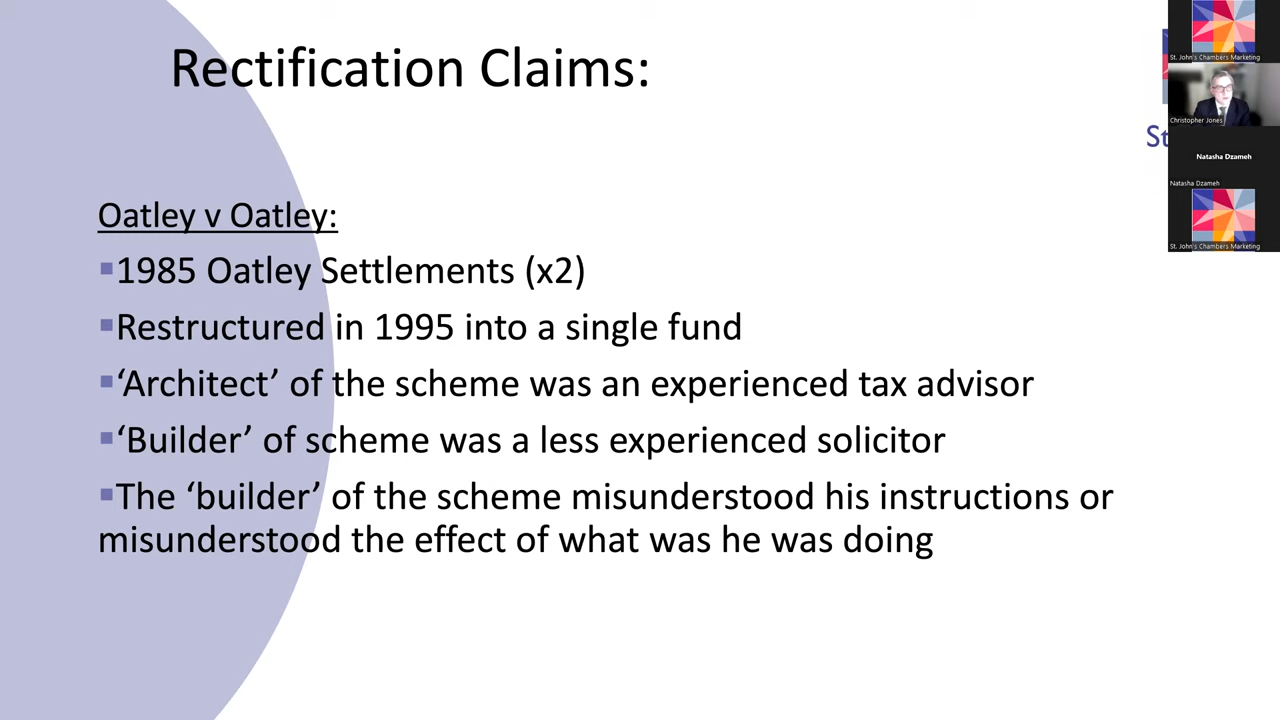 Rectification Claims:
Oatley v Oatley:
1985 Oatley Settlements (x2)
Restructured in 1995 into a single fund
‘Architect’ of the scheme was an experienced tax advisor
‘Builder’ of scheme was a less experienced solicitor
The ‘builder’ of the scheme misunderstood his instructions or
misunderstood the effect of what was he was doing
St
St. John's Chambers Marketing
Christopher Jones
Natasha Dzameh
Natasha Dzameh
St. John's Chambers Marketing